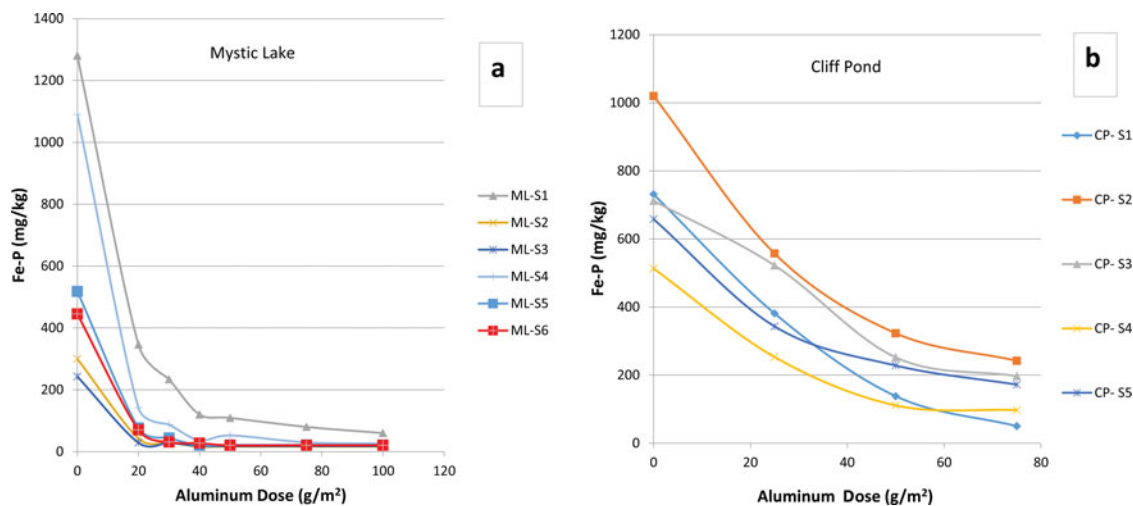 Mystic Lake
a
Fe-P (mg/kg)
1400
1200
1000
800
600
400
200
0
0 20 40 60 80 100 120
Aluminum Dose (g/m²)
ML-S1
ML-S2
ML-S3
ML-S4
ML-S5
ML-S6
Cliff Pond
b
Fe-P (mg/kg)
1200
1000
800
600
400
200
0
0 20 40 60 80
Aluminum Dose (g/m²)
CP- S1
CP- S2
CP- S3
CP- S4
CP- S5